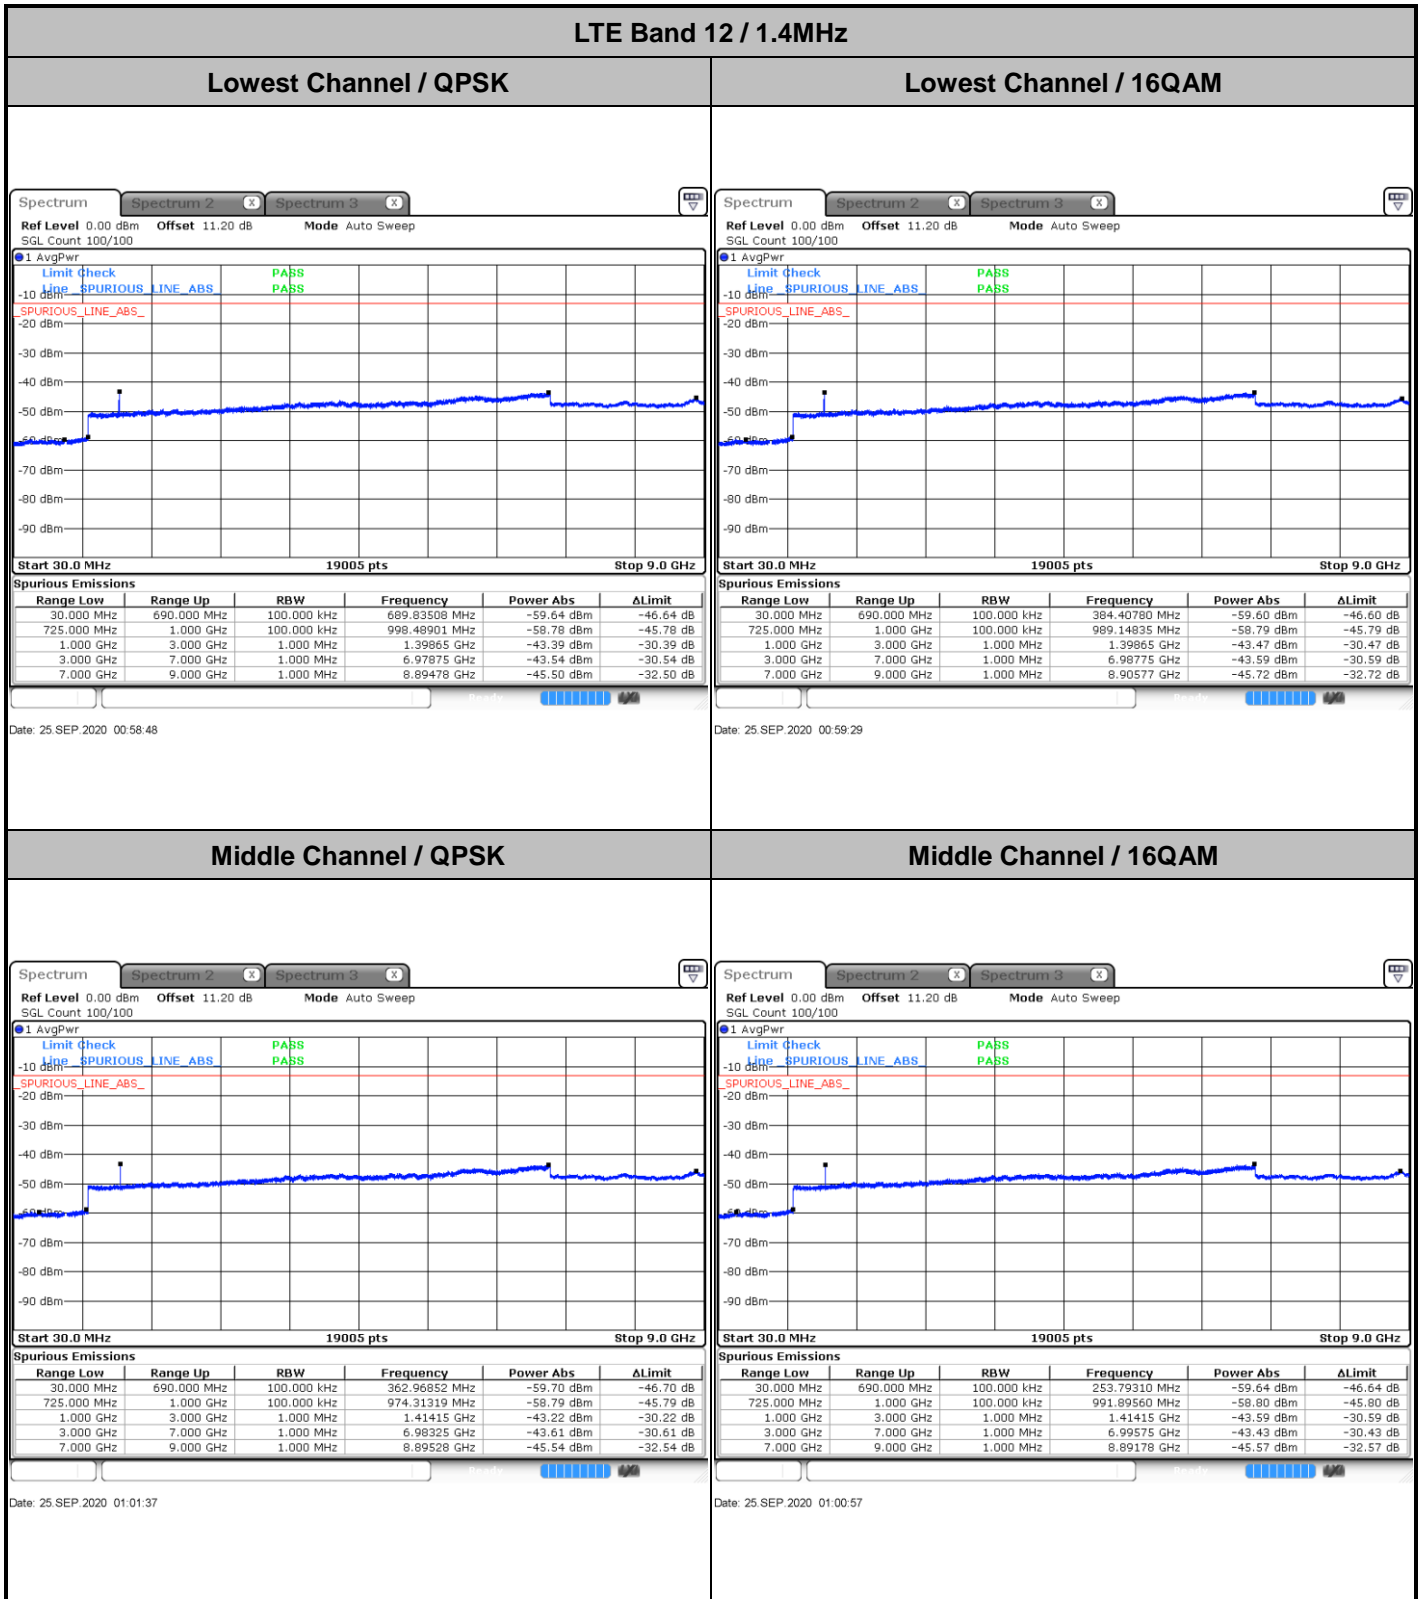 LTE Band 12 / 1.4MHz
Lowest Channel / QPSK
Lowest Channel / 16QAM
Spectrum Spectrum 2 X Spectrum 3 X
Ref Level 0.00 dBm Offset 11.20 dB Mode Auto Sweep
SGL Count 100/100
1 AvgPwr
Limit Check PASS
Line _SPURIOUS_LINE_ABS_ PASS
-10 dBm
_SPURIOUS_LINE_ABS_
-20 dBm
-30 dBm
-40 dBm
-50 dBm
-60 dBm
-70 dBm
-80 dBm
-90 dBm
Start 30.0 MHz 19005 pts Stop 9.0 GHz
Spurious Emissions
Range Low Range Up RBW Frequency Power Abs ΔLimit
30.000 MHz 690.000 MHz 100.000 kHz 689.83508 MHz -59.64 dBm -46.64 dB
725.000 MHz 1.000 GHz 100.000 kHz 998.48901 MHz -58.78 dBm -45.78 dB
1.000 GHz 3.000 GHz 1.000 MHz 1.39865 GHz -43.39 dBm -30.39 dB
3.000 GHz 7.000 GHz 1.000 MHz 6.97875 GHz -43.54 dBm -30.54 dB
7.000 GHz 9.000 GHz 1.000 MHz 8.89478 GHz -45.50 dBm -32.50 dB
Date: 25.SEP.2020 00:58:48
Spectrum Spectrum 2 X Spectrum 3 X
Ref Level 0.00 dBm Offset 11.20 dB Mode Auto Sweep
SGL Count 100/100
1 AvgPwr
Limit Check PASS
Line _SPURIOUS_LINE_ABS_ PASS
-10 dBm
_SPURIOUS_LINE_ABS_
-20 dBm
-30 dBm
-40 dBm
-50 dBm
-60 dBm
-70 dBm
-80 dBm
-90 dBm
Start 30.0 MHz 19005 pts Stop 9.0 GHz
Spurious Emissions
Range Low Range Up RBW Frequency Power Abs ΔLimit
30.000 MHz 690.000 MHz 100.000 kHz 384.40780 MHz -59.60 dBm -46.60 dB
725.000 MHz 1.000 GHz 100.000 kHz 989.14835 MHz -58.79 dBm -45.79 dB
1.000 GHz 3.000 GHz 1.000 MHz 1.39865 GHz -43.47 dBm -30.47 dB
3.000 GHz 7.000 GHz 1.000 MHz 6.98775 GHz -43.59 dBm -30.59 dB
7.000 GHz 9.000 GHz 1.000 MHz 8.90577 GHz -45.72 dBm -32.72 dB
Date: 25.SEP.2020 00:59:29
Middle Channel / QPSK
Middle Channel / 16QAM
Spectrum Spectrum 2 X Spectrum 3 X
Ref Level 0.00 dBm Offset 11.20 dB Mode Auto Sweep
SGL Count 100/100
1 AvgPwr
Limit Check PASS
Line _SPURIOUS_LINE_ABS_ PASS
-10 dBm
_SPURIOUS_LINE_ABS_
-20 dBm
-30 dBm
-40 dBm
-50 dBm
-60 dBm
-70 dBm
-80 dBm
-90 dBm
Start 30.0 MHz 19005 pts Stop 9.0 GHz
Spurious Emissions
Range Low Range Up RBW Frequency Power Abs ΔLimit
30.000 MHz 690.000 MHz 100.000 kHz 362.96852 MHz -59.70 dBm -46.70 dB
725.000 MHz 1.000 GHz 100.000 kHz 974.31319 MHz -58.79 dBm -45.79 dB
1.000 GHz 3.000 GHz 1.000 MHz 1.41415 GHz -43.22 dBm -30.22 dB
3.000 GHz 7.000 GHz 1.000 MHz 6.98325 GHz -43.61 dBm -30.61 dB
7.000 GHz 9.000 GHz 1.000 MHz 8.89528 GHz -45.54 dBm -32.54 dB
Date: 25.SEP.2020 01:01:37
Spectrum Spectrum 2 X Spectrum 3 X
Ref Level 0.00 dBm Offset 11.20 dB Mode Auto Sweep
SGL Count 100/100
1 AvgPwr
Limit Check PASS
Line _SPURIOUS_LINE_ABS_ PASS
-10 dBm
_SPURIOUS_LINE_ABS_
-20 dBm
-30 dBm
-40 dBm
-50 dBm
-60 dBm
-70 dBm
-80 dBm
-90 dBm
Start 30.0 MHz 19005 pts Stop 9.0 GHz
Spurious Emissions
Range Low Range Up RBW Frequency Power Abs ΔLimit
30.000 MHz 690.000 MHz 100.000 kHz 253.79310 MHz -59.64 dBm -46.64 dB
725.000 MHz 1.000 GHz 100.000 kHz 991.89560 MHz -58.80 dBm -45.80 dB
1.000 GHz 3.000 GHz 1.000 MHz 1.41415 GHz -43.59 dBm -30.59 dB
3.000 GHz 7.000 GHz 1.000 MHz 6.99575 GHz -43.43 dBm -30.43 dB
7.000 GHz 9.000 GHz 1.000 MHz 8.89178 GHz -45.57 dBm -32.57 dB
Date: 25.SEP.2020 01:00:57